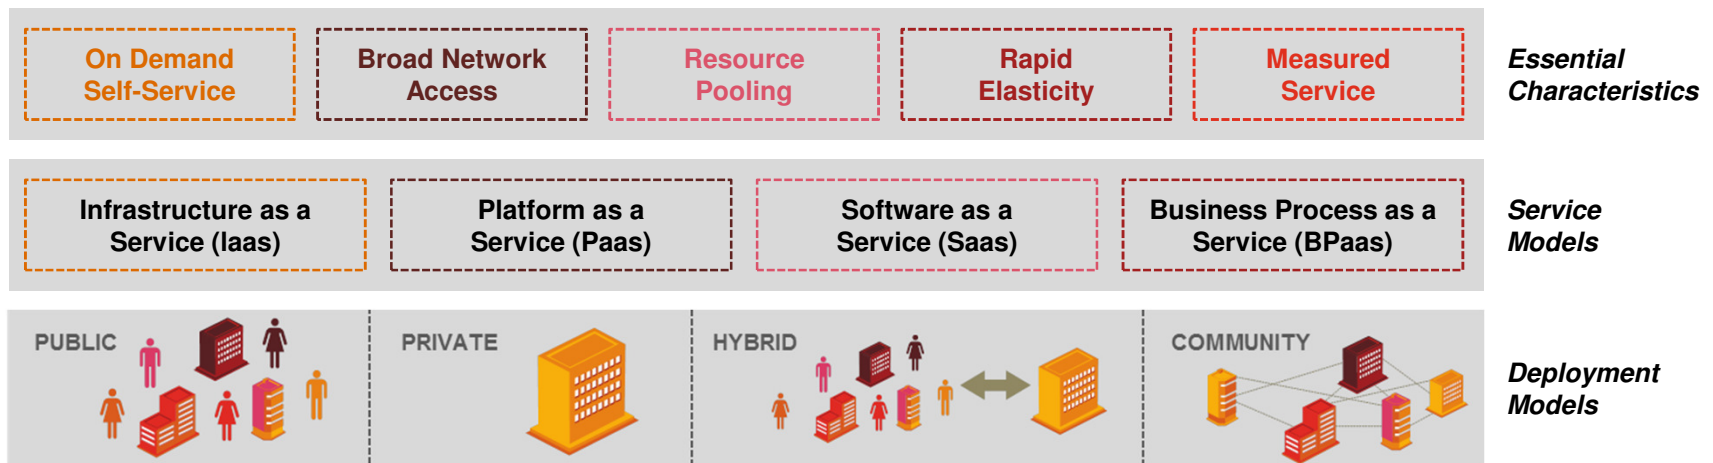 On Demand
Self-Service
Broad Network
Access
Resource
Pooling
Rapid
Elasticity
Measured
Service
Essential
Characteristics
Infrastructure as a
Service (Iaas)
Platform as a
Service (Paas)
Software as a
Service (Saas)
Business Process as a
Service (BPaas)
Service
Models
PUBLIC
PRIVATE
HYBRID
COMMUNITY
Deployment
Models